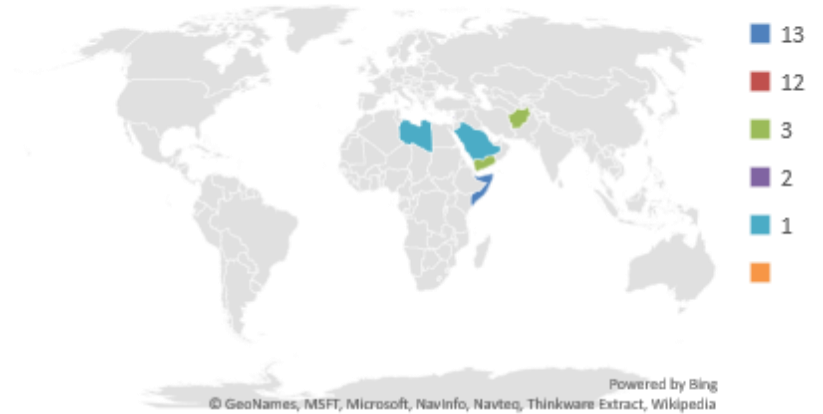 13
12
3
2
1
Powered by Bing
© GeoNames, MSFT, Microsoft, NavInfo, Navteq, Thinkware Extract, Wikipedia